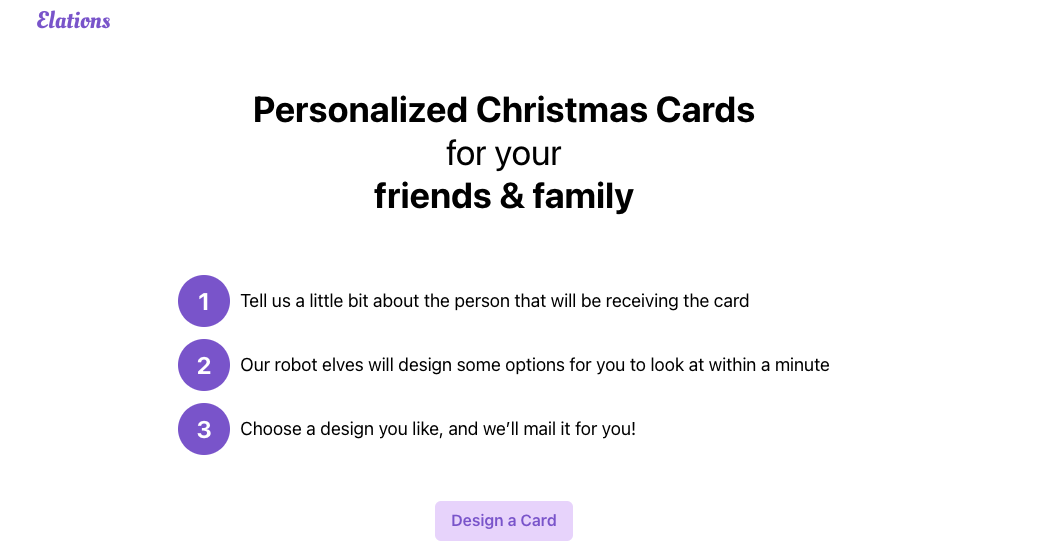 Elations
Personalized Christmas Cards
for your
friends & family
1 Tell us a little bit about the person that will be receiving the card
2 Our robot elves will design some options for you to look at within a minute
3 Choose a design you like, and we’ll mail it for you!
Design a Card